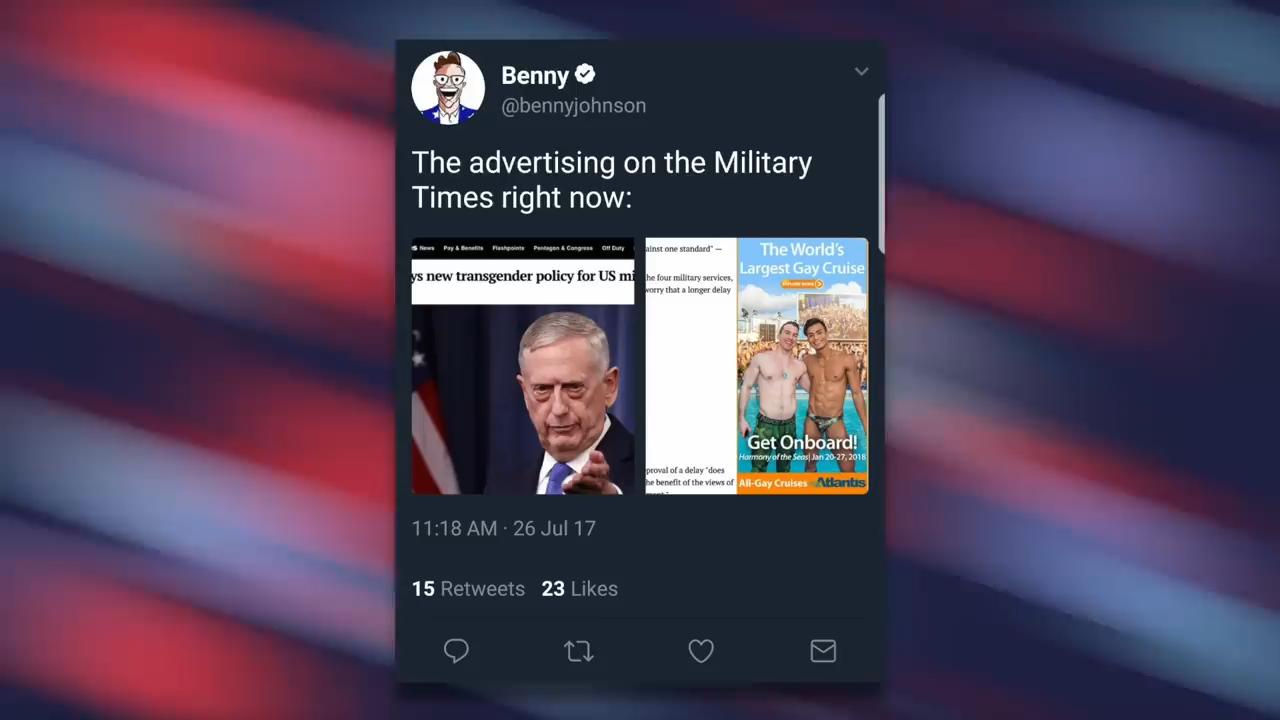 Benny
@bennyjohnson
The advertising on the Military
Times right now:
News Pay & Benefits Flashpoints Pentagon & Congress Off Duty
ys new transgender policy for US mi
ainst one standard" —
he four military services,
worry that a longer delay
proval of a delay "does
he benefit of the views of
The World's
Largest Gay Cruise
Get Onboard!
Harmony of the Seas| Jan 20-27, 2018
All-Gay Cruises Atlantis
11:18 AM · 26 Jul 17
15 Retweets 23 Likes